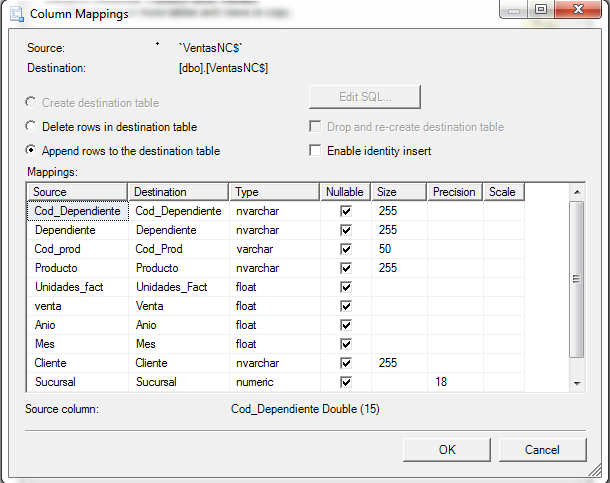 Column Mappings
Source: `VentasNC$`
Destination: [dbo].[VentasNC$]
Create destination table Edit SQL...
Delete rows in destination table Drop and re-create destination table
Append rows to the destination table Enable identity insert
Mappings:
Source Destination Type Nullable Size Precision Scale
Cod_Dependiente Cod_Dependiente nvarchar 255
Dependiente Dependiente nvarchar 255
Cod_prod Cod_Prod varchar 50
Producto Producto nvarchar 255
Unidades_fact Unidades_Fact float
venta Venta float
Anio Anio float
Mes Mes float
Cliente Cliente nvarchar 255
Sucursal Sucursal numeric 18
Source column: Cod_Dependiente Double (15)
OK Cancel